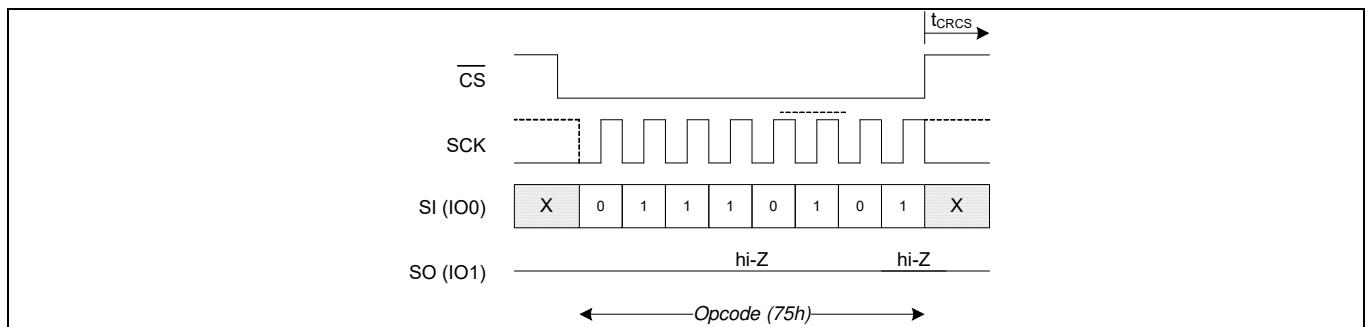 tCRCS
CS
SCK
SI (IO0) X 0 1 1 1 0 1 0 1 X
hi-Z hi-Z
SO (IO1)
Opcode (75h)